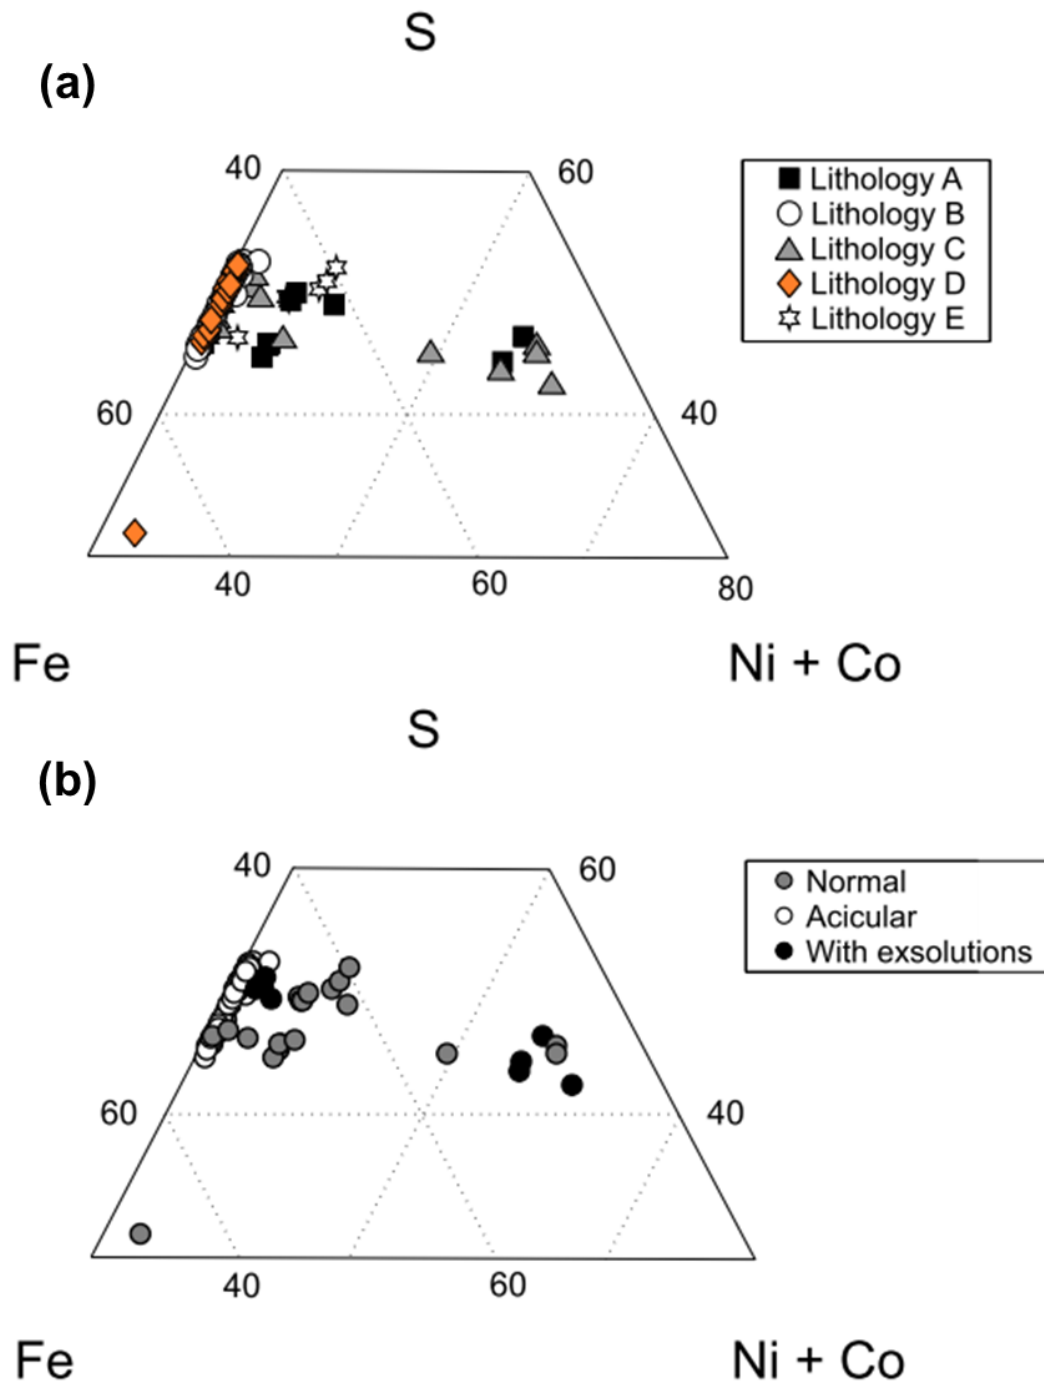 S
(a)
40
60
Lithology A
Lithology B
Lithology C
Lithology D
Lithology E
60
40
40
60
80
Fe
Ni + Co
S
(b)
40
60
Normal
Acicular
With exsolutions
60
40
40
60
Fe
Ni + Co